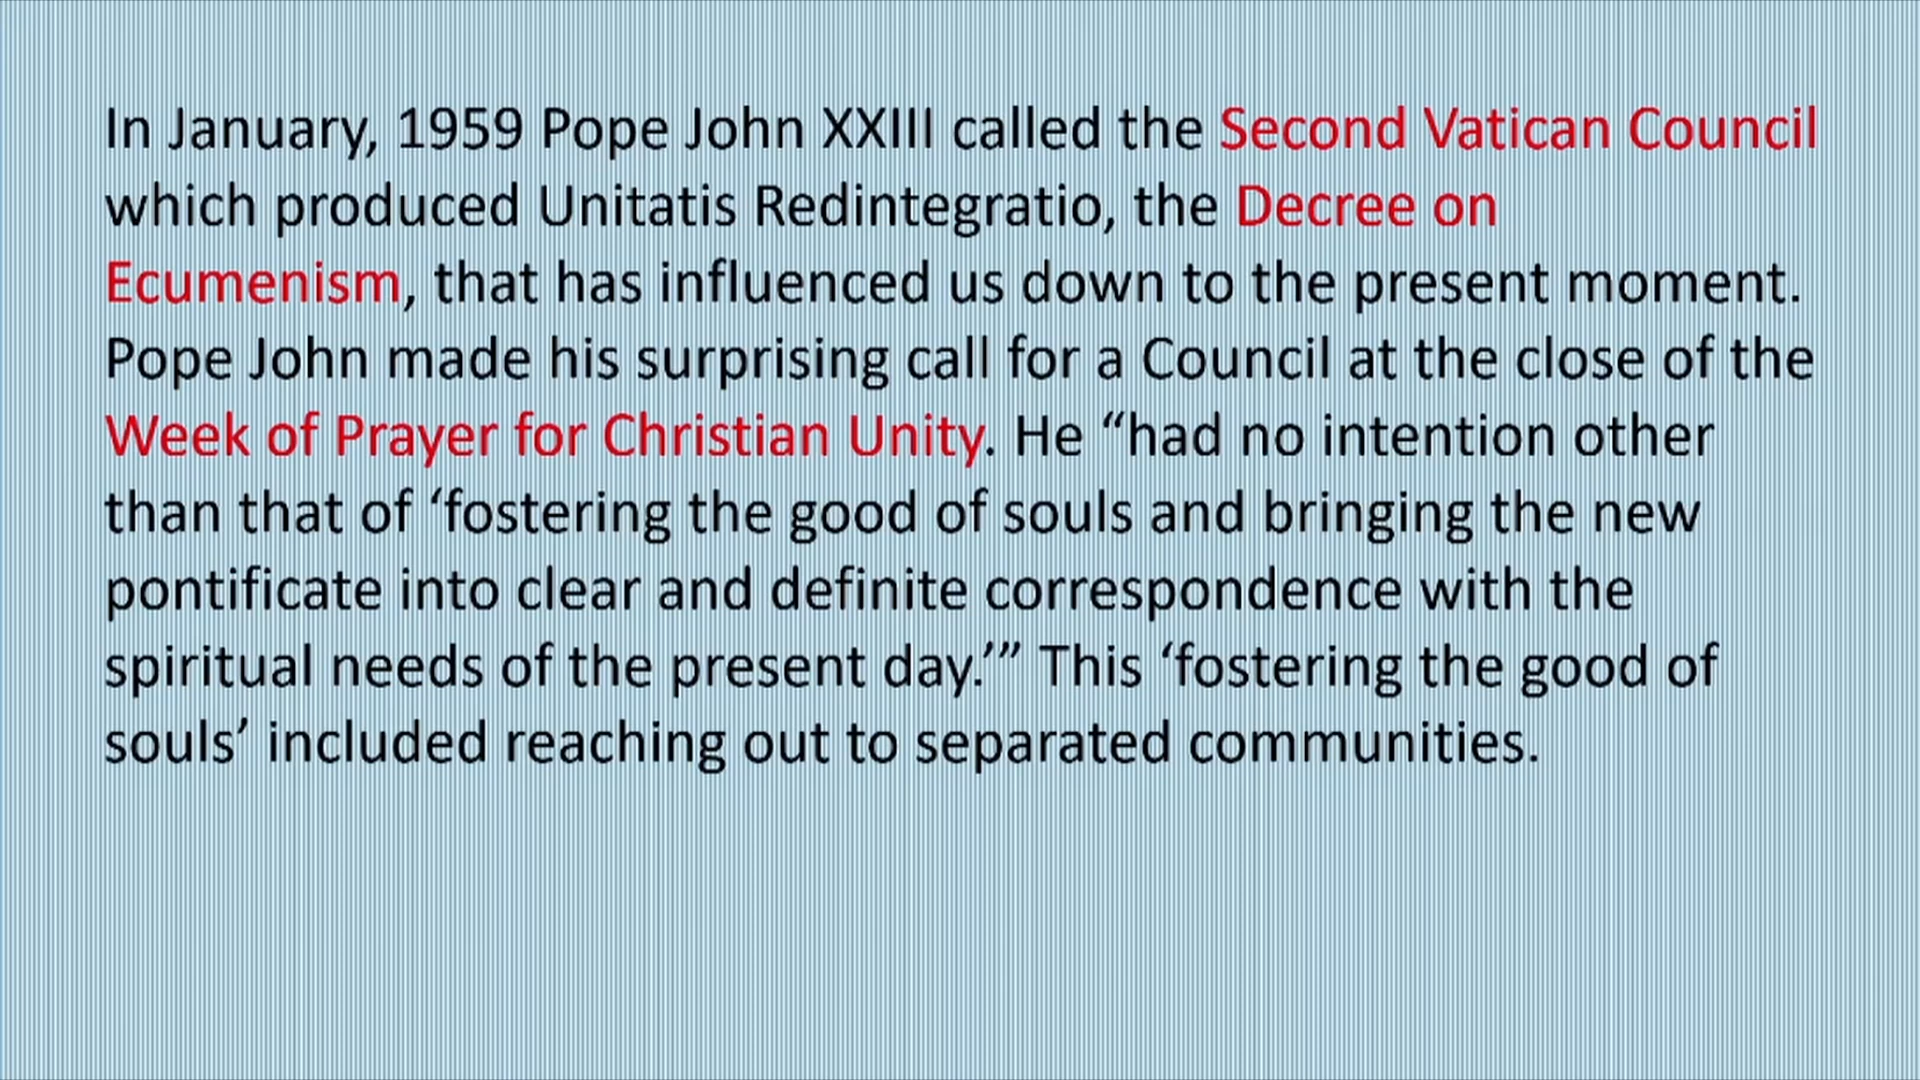 In January, 1959 Pope John XXIII called the Second Vatican Council
which produced Unitatis Redintegratio, the Decree on
Ecumenism, that has influenced us down to the present moment.
Pope John made his surprising call for a Council at the close of the
Week of Prayer for Christian Unity. He “had no intention other
than that of ‘fostering the good of souls and bringing the new
pontificate into clear and definite correspondence with the
spiritual needs of the present day.’” This ‘fostering the good of
souls’ included reaching out to separated communities.